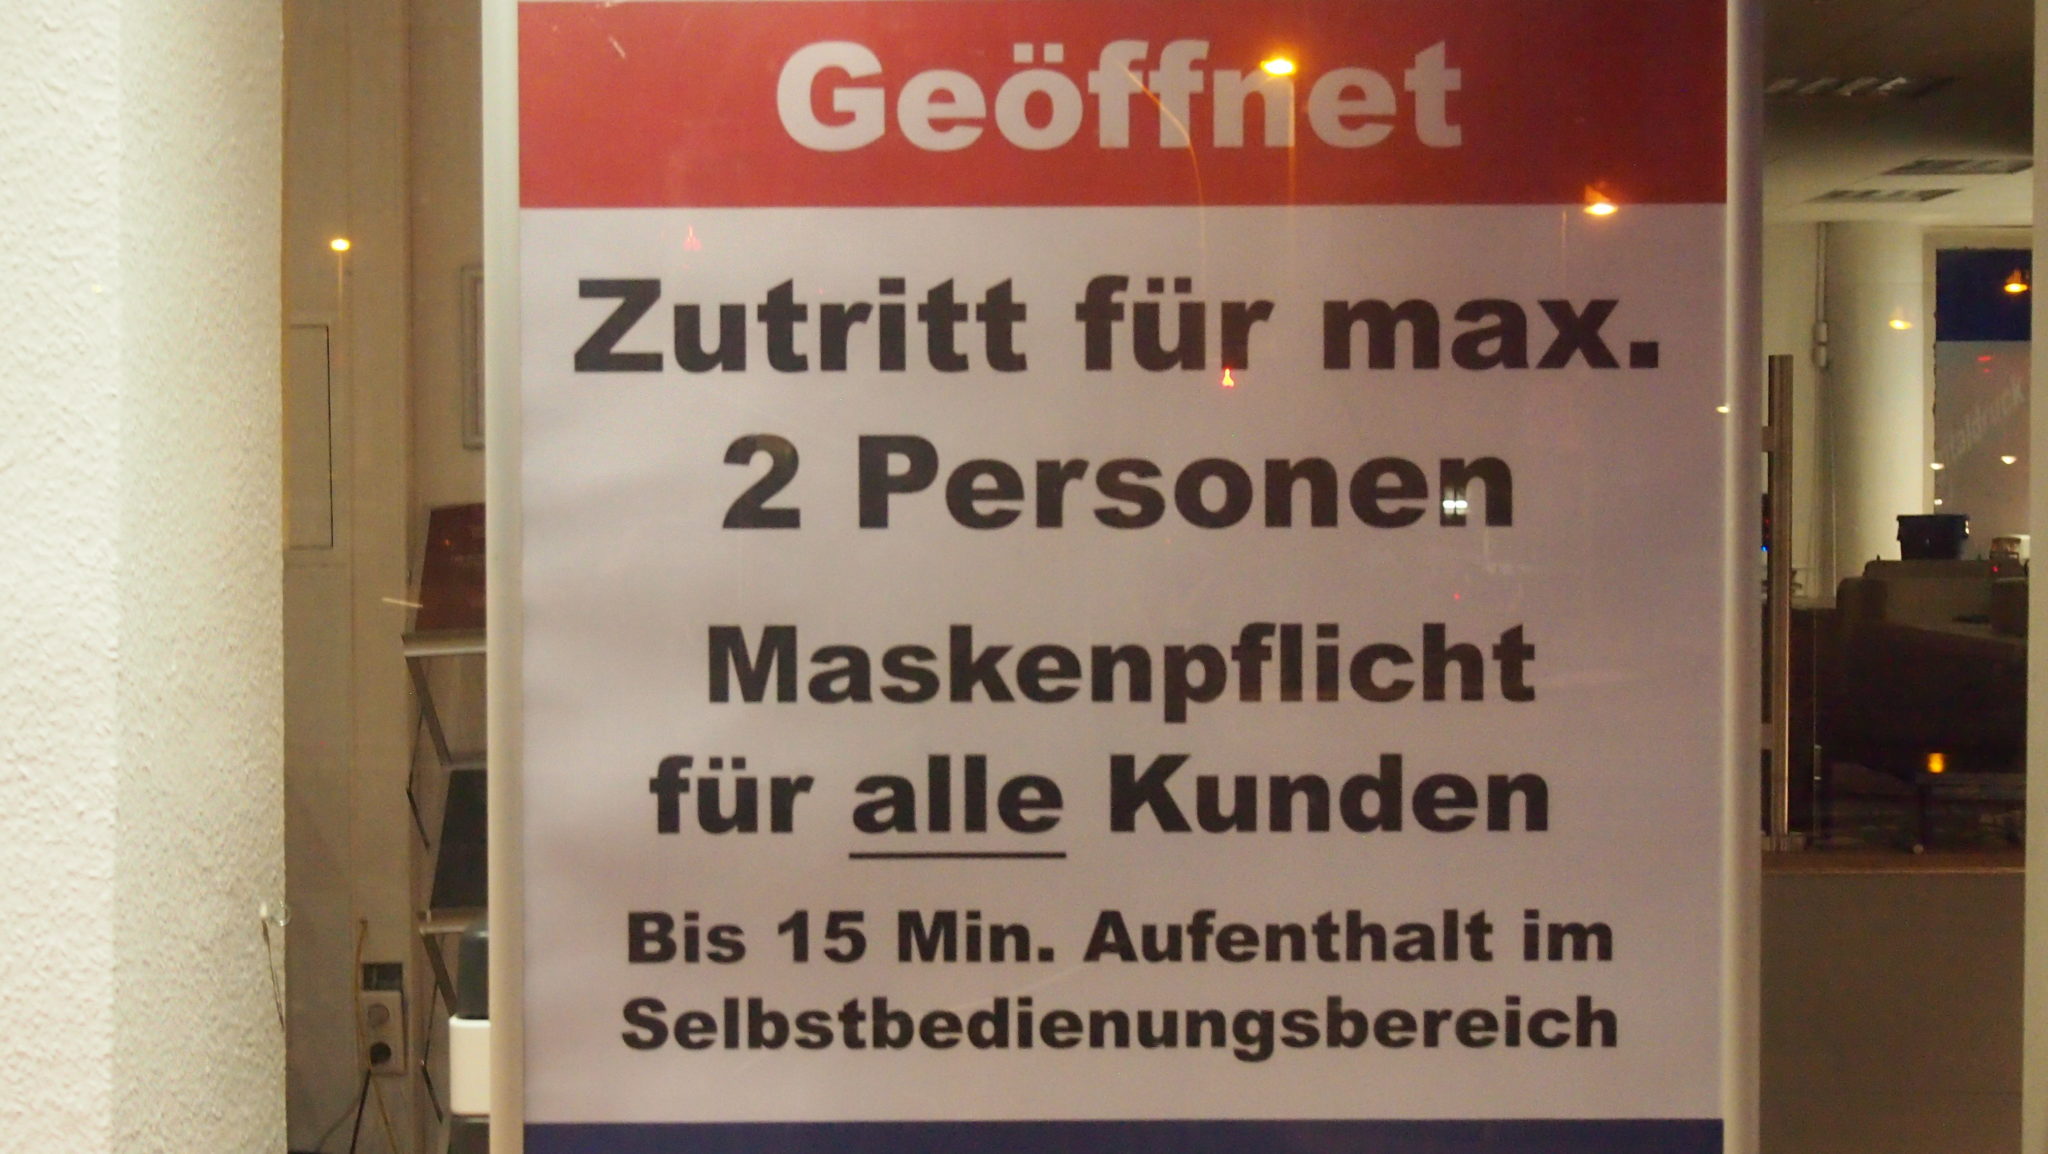 Geöffnet
Zutritt für max.
2 Personen
Maskenpflicht
für alle Kunden
Bis 15 Min. Aufenthalt im
Selbstbedienungsbereich